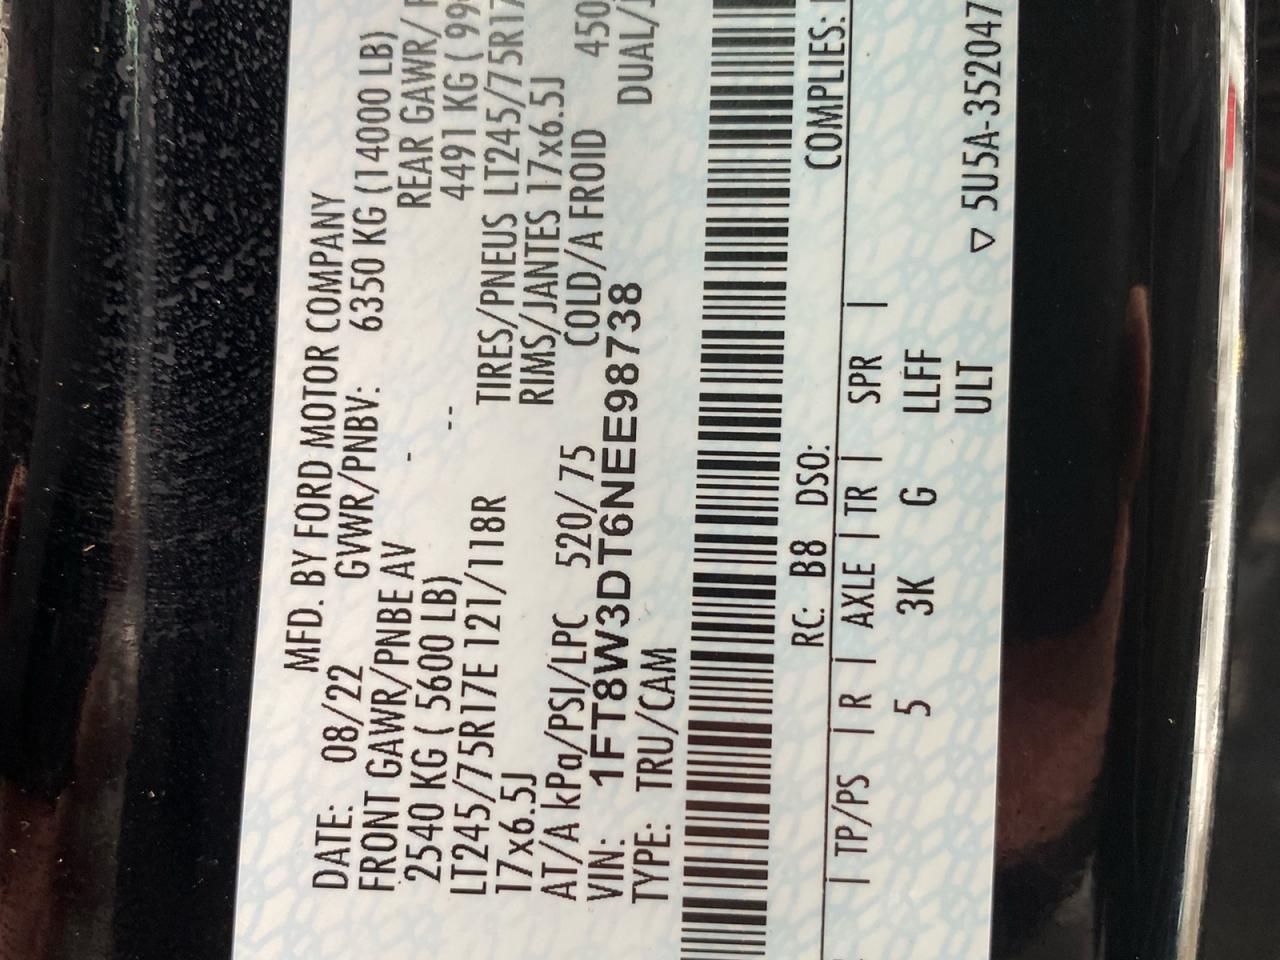 MFD. BY FORD MOTOR COMPANY
DATE: 08/22 GVWR/PNBV: 6350 KG (14000 LB)
FRONT GAWR/PNBE AV - REAR GAWR/
2540 KG ( 5600 LB) -- 4491 KG (
LT245/75R17E 121/118R TIRES/PNEUS LT245/75R17
17x6.5J RIMS/JANTES 17x6.5J
AT/A kPa/PSI/LPC 520/75 COLD/A FROID 450
VIN: 1FT8W3DT6NEE98738 DUAL/
TYPE: TRU/CAM
RC: B8 DSO: COMPLIES:
| TP/PS | R | AXLE | TR | SPR |
5 3K G LLFF
ULT ▽ 5U5A-352047